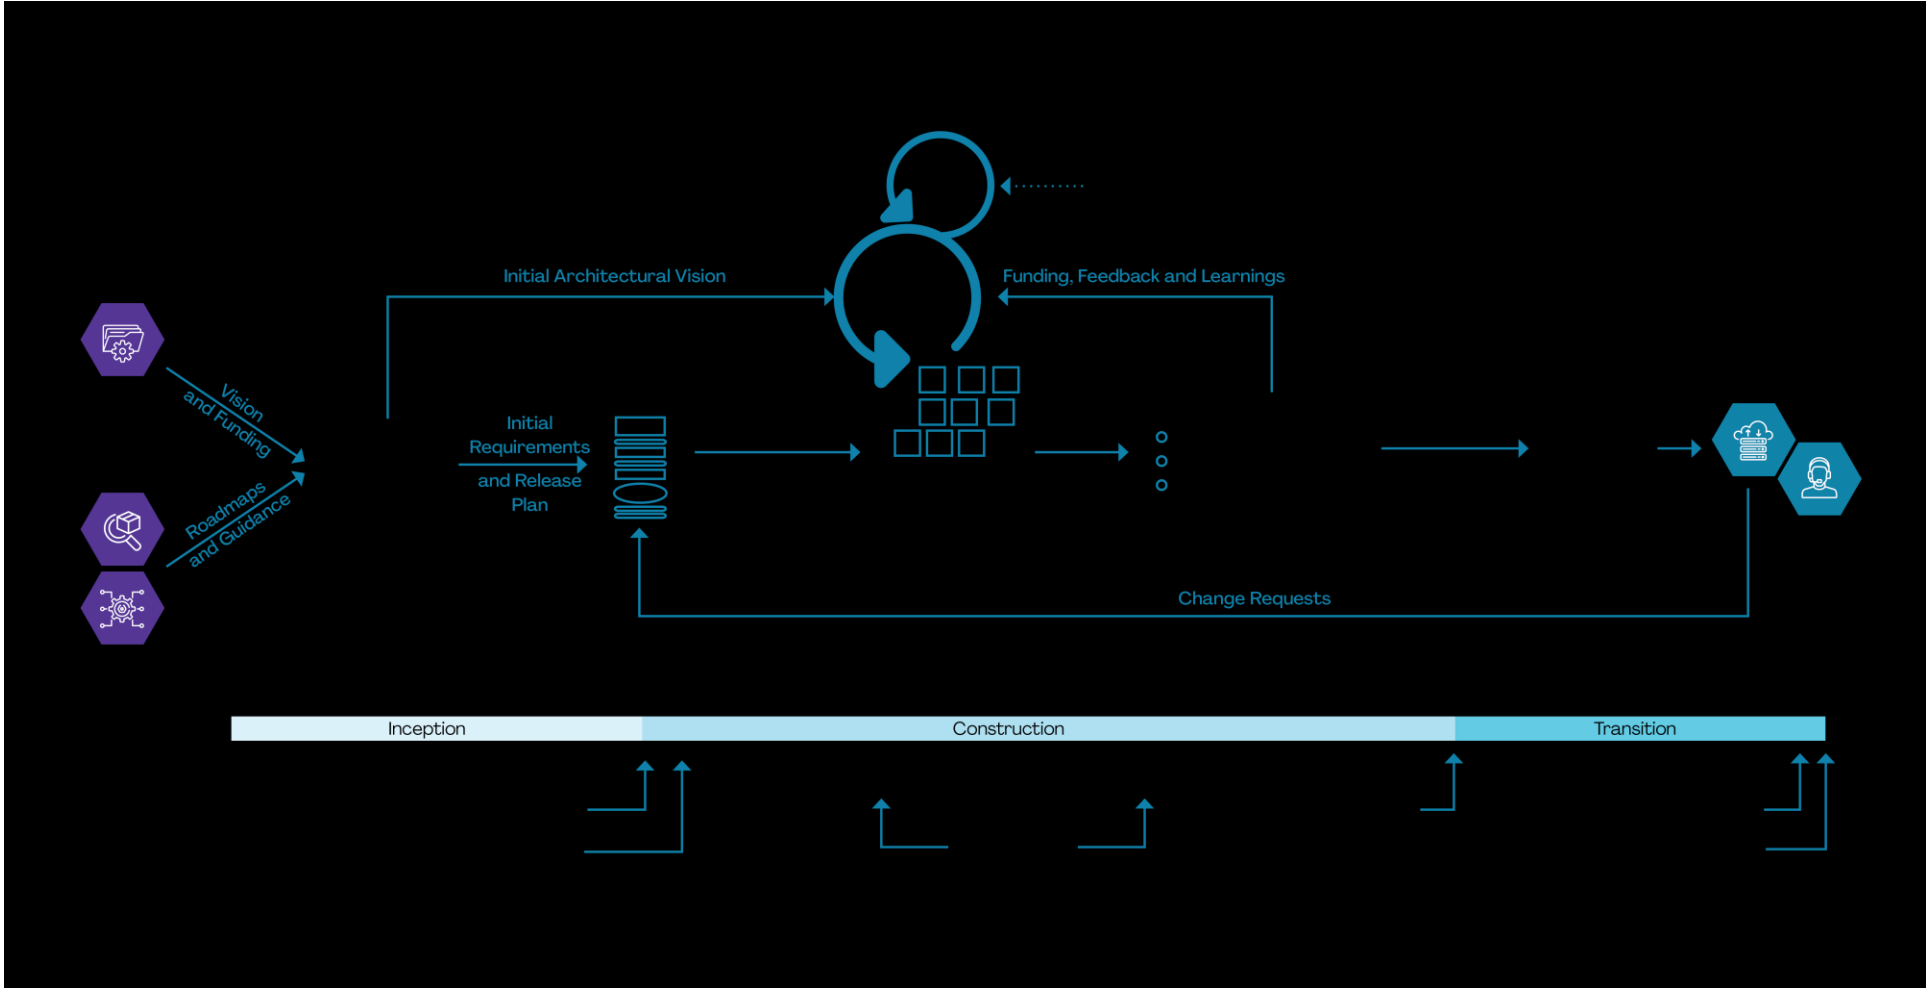 Initial Architectural Vision
Funding, Feedback and Learnings
Vision
and Funding
Initial
Requirements
and Release
Plan
Roadmaps
and Guidance
Change Requests
Inception
Construction
Transition